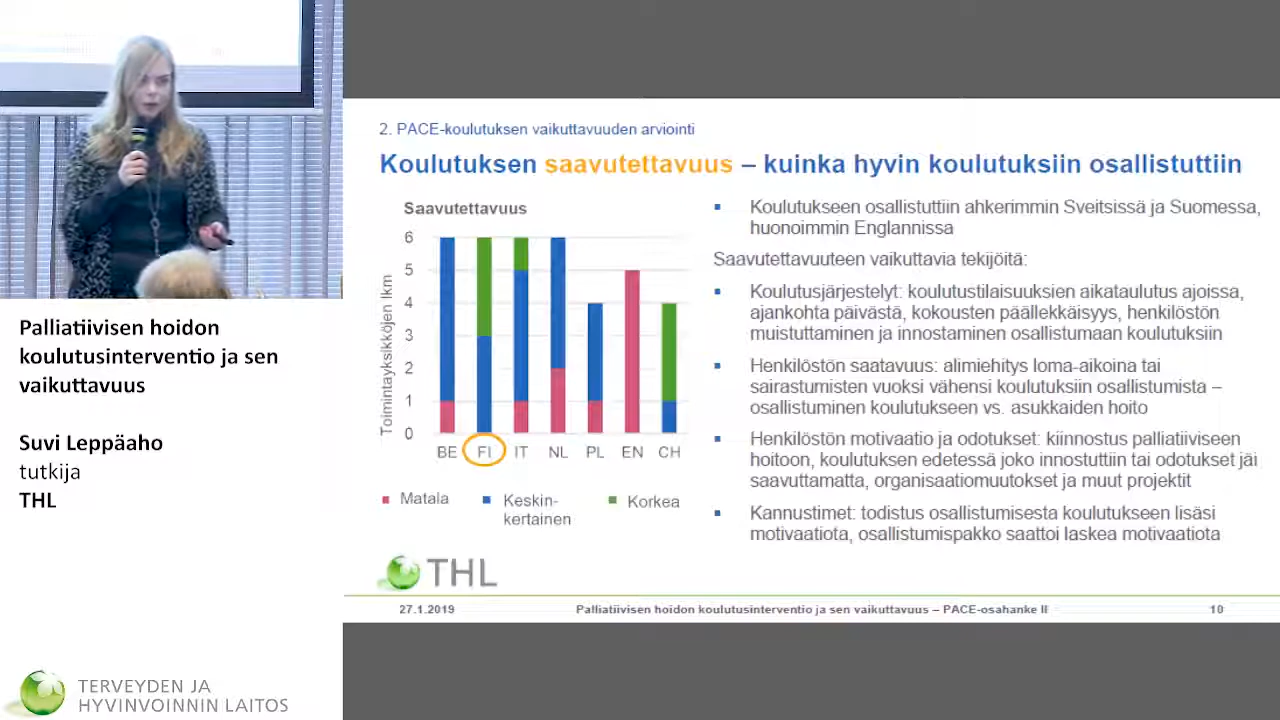 Palliatiivisen hoidon
koulutusinterventio ja sen
vaikuttavuus
Suvi Leppäaho
tutkija
THL
TERVEYDEN JA
HYVINVOINNIN LAITOS
2. PACE-koulutuksen vaikuttavuuden arviointi
Koulutuksen saavutettavuus – kuinka hyvin koulutuksiin osallistuttiin
Saavutettavuus
Toimintayksikköjen lkm
6
5
4
3
2
1
0
BE FI IT NL PL EN CH
Matala
Keskin-
kertainen
Korkea
Koulutukseen osallistuttiin ahkerimmin Sveitsissä ja Suomessa,
huonoimmin Englannissa
Saavutettavuuteen vaikuttavia tekijöitä:
Koulutusjärjestelyt: koulutustilaisuuksien aikataulutus ajoissa,
ajankohta päivästä, kokousten päällekkäisyys, henkilöstön
muistuttaminen ja innostaminen osallistumaan koulutuksiin
Henkilöstön saatavuus: alimiehitys loma-aikoina tai
sairastumisten vuoksi vähensi koulutuksiin osallistumista –
osallistuminen koulutukseen vs. asukkaiden hoito
Henkilöstön motivaatio ja odotukset: kiinnostus palliatiiviseen
hoitoon, koulutuksen edetessä joko innostuttiin tai odotukset jäi
saavuttamatta, organisaatiomuutokset ja muut projektit
Kannustimet: todistus osallistumisesta koulutukseen lisäsi
motivaatiota, osallistumispakko saattoi laskea motivaatiota
THL
27.1.2019
Palliatiivisen hoidon koulutusinterventio ja sen vaikuttavuus – PACE-osahanke II
10